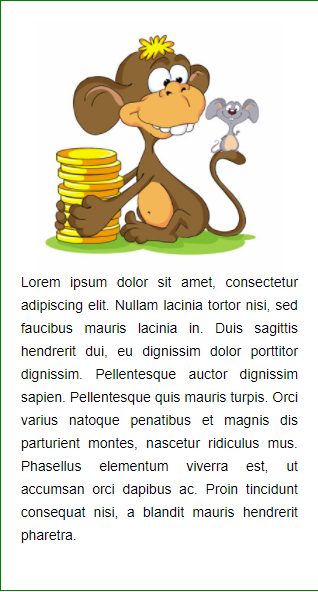 Lorem ipsum dolor sit amet, consectetur
adipiscing elit. Nullam lacinia tortor nisi, sed
faucibus mauris lacinia in. Duis sagittis
hendrerit dui, eu dignissim dolor porttitor
dignissim. Pellentesque auctor dignissim
sapien. Pellentesque quis mauris turpis. Orci
varius natoque penatibus et magnis dis
parturient montes, nascetur ridiculus mus.
Phasellus elementum viverra est, ut
accumsan orci dapibus ac. Proin tincidunt
consequat nisi, a blandit mauris hendrerit
pharetra.